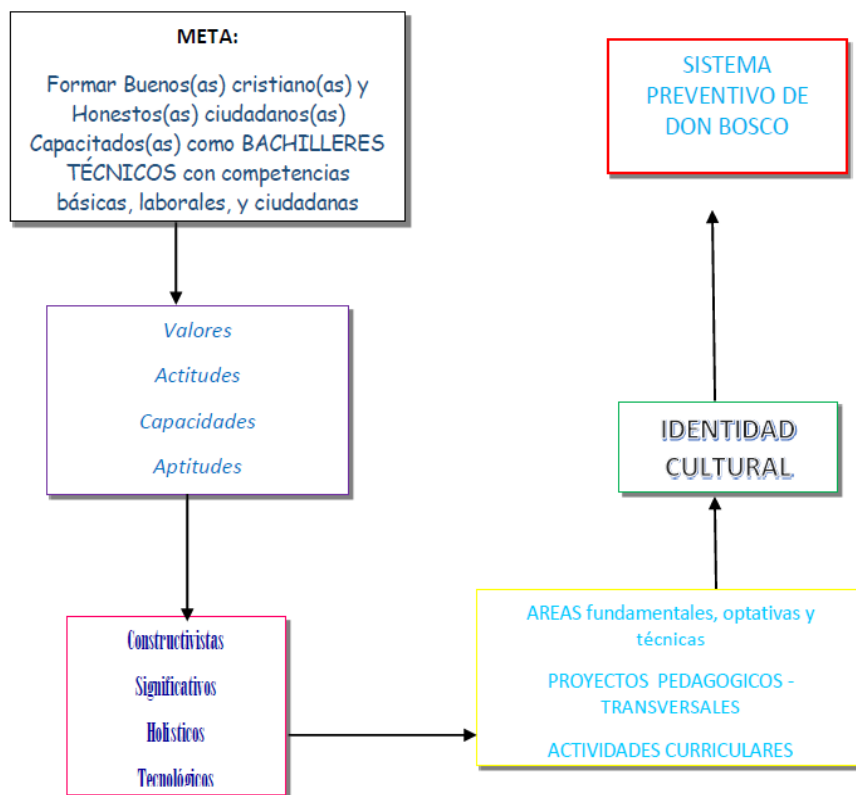 META:
Formar Buenos(as) cristiano(as) y
Honestos(as) ciudadanos(as)
Capacitados(as) como BACHILLERES
TÉCNICOS con competencias
básicas, laborales, y ciudadanas
Valores
Actitudes
Capacidades
Aptitudes
Constructivistas
Significativos
Holisticos
Tecnológicos
AREAS fundamentales, optativas y
técnicas
PROYECTOS PEDAGOGICOS -
TRANSVERSALES
ACTIVIDADES CURRICULARES
IDENTIDAD
CULTURAL
SISTEMA
PREVENTIVO DE
DON BOSCO